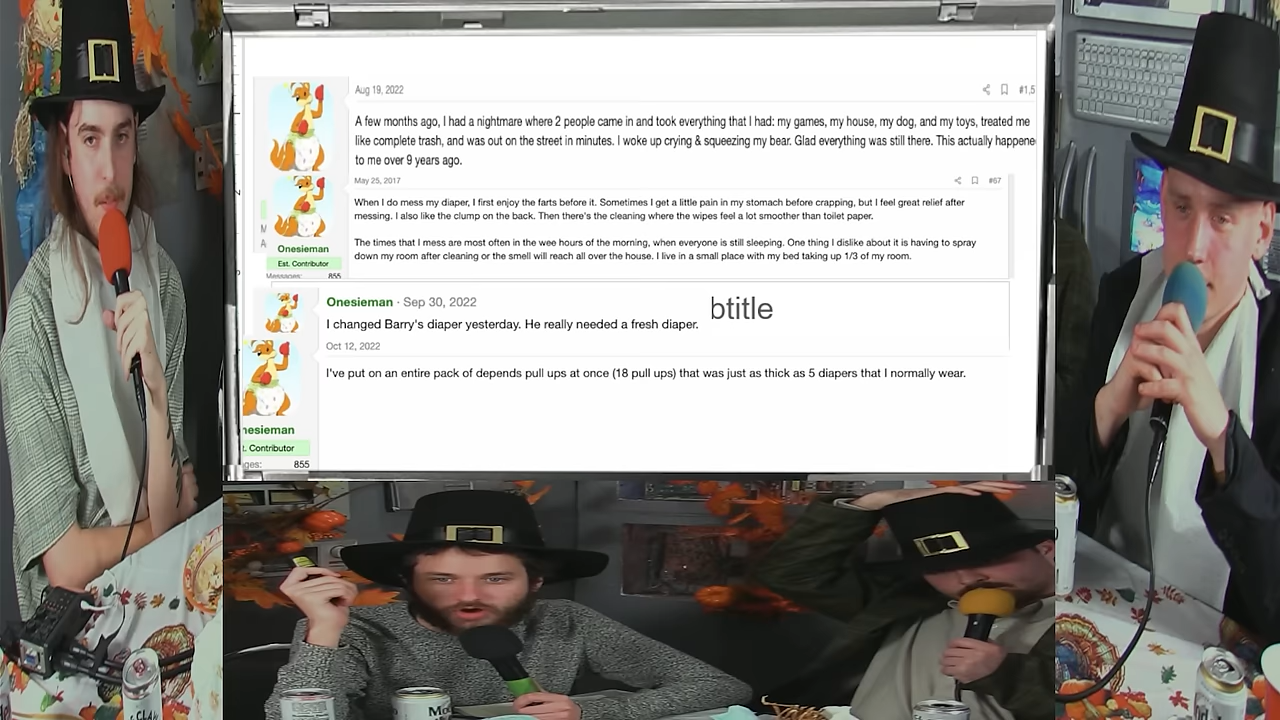 Aug 19, 2022
#1,5
A few months ago, I had a nightmare where 2 people came in and took everything that I had: my games, my house, my dog, and my toys, treated me
like complete trash, and was out on the street in minutes. I woke up crying & squeezing my bear. Glad everything was still there. This actually happene
to me over 9 years ago.
May 25, 2017
#67
When I do mess my diaper, I first enjoy the farts before it. Sometimes I get a little pain in my stomach before crapping, but I feel great relief after
messing. I also like the clump on the back. Then there's the cleaning where the wipes feel a lot smoother than toilet paper.
M
A
Onesieman
The times that I mess are most often in the wee hours of the morning, when everyone is still sleeping. One thing I dislike about it is having to spray
down my room after cleaning or the smell will reach all over the house. I live in a small place with my bed taking up 1/3 of my room.
Est. Contributor
Messages: 855
Onesieman · Sep 30, 2022
btitle
I changed Barry's diaper yesterday. He really needed a fresh diaper.
Oct 12, 2022
I've put on an entire pack of depends pull ups at once (18 pull ups) that was just as thick as 5 diapers that I normally wear.
nesieman
t. Contributor
ges: 855
CLA
Mo